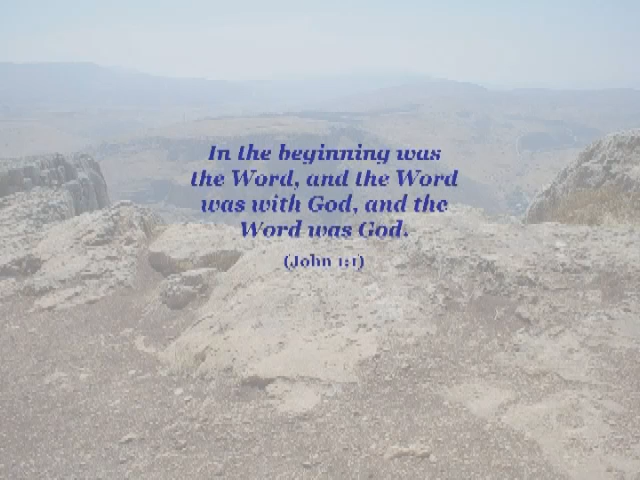 In the beginning was
the Word, and the Word
was with God, and the
Word was God.
(John 1:1)